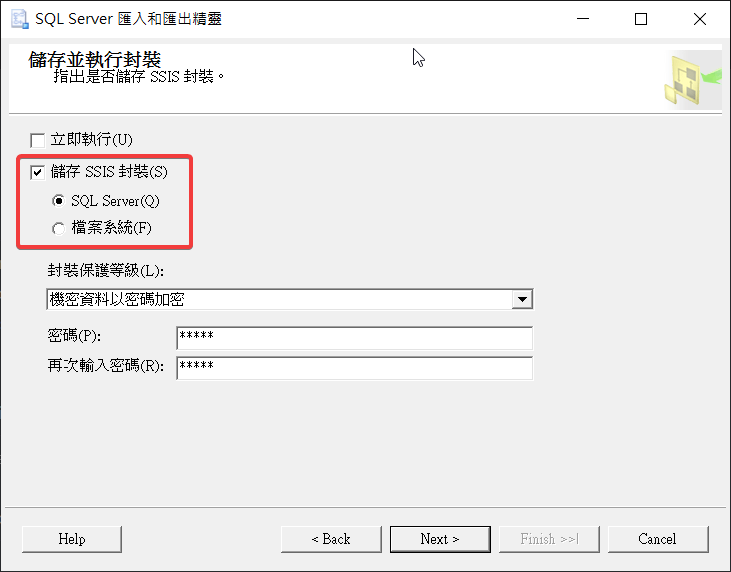 SQL Server 匯入和匯出精靈
儲存並執行封裝
指出是否儲存 SSIS 封裝。
立即執行(U)
儲存 SSIS 封裝(S)
SQL Server(Q)
檔案系統(F)
封裝保護等級(L):
機密資料以密碼加密
密碼(P): *****
再次輸入密碼(R): *****
Help < Back Next > Finish >>| Cancel